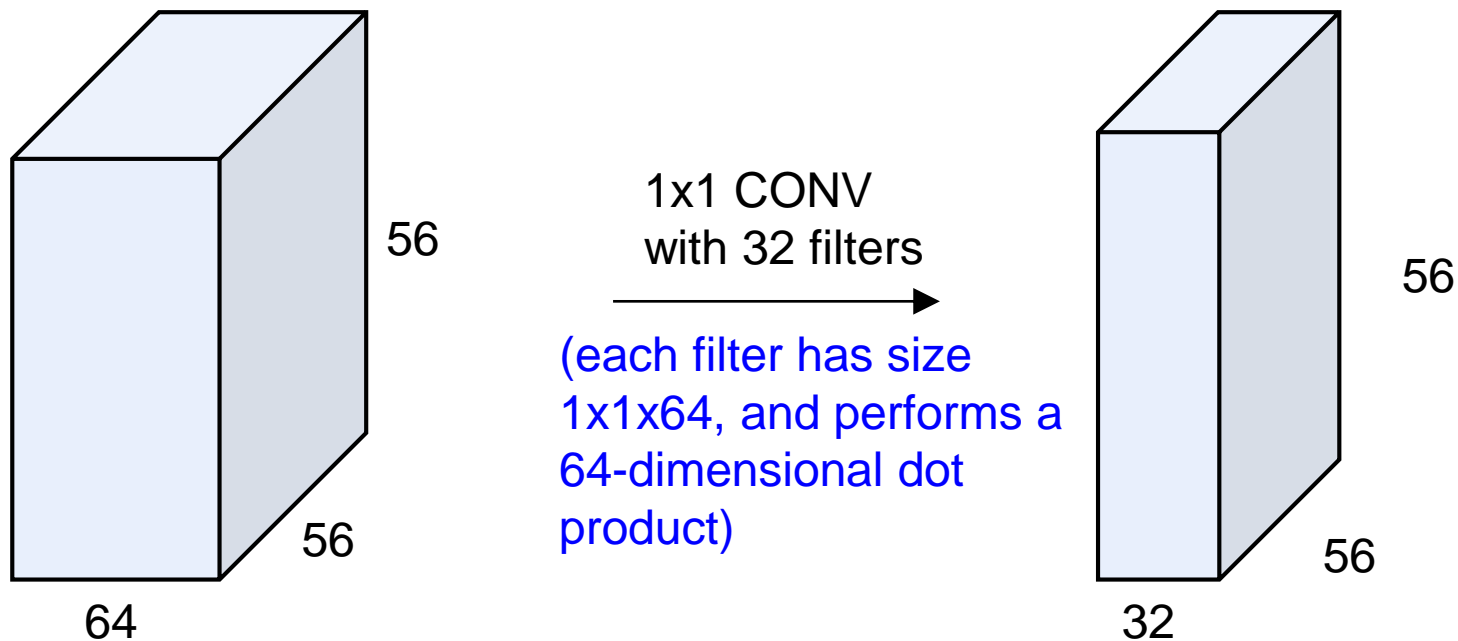 56
56
64
1x1 CONV
with 32 filters
(each filter has size
1x1x64, and performs a
64-dimensional dot
product)
56
56
32